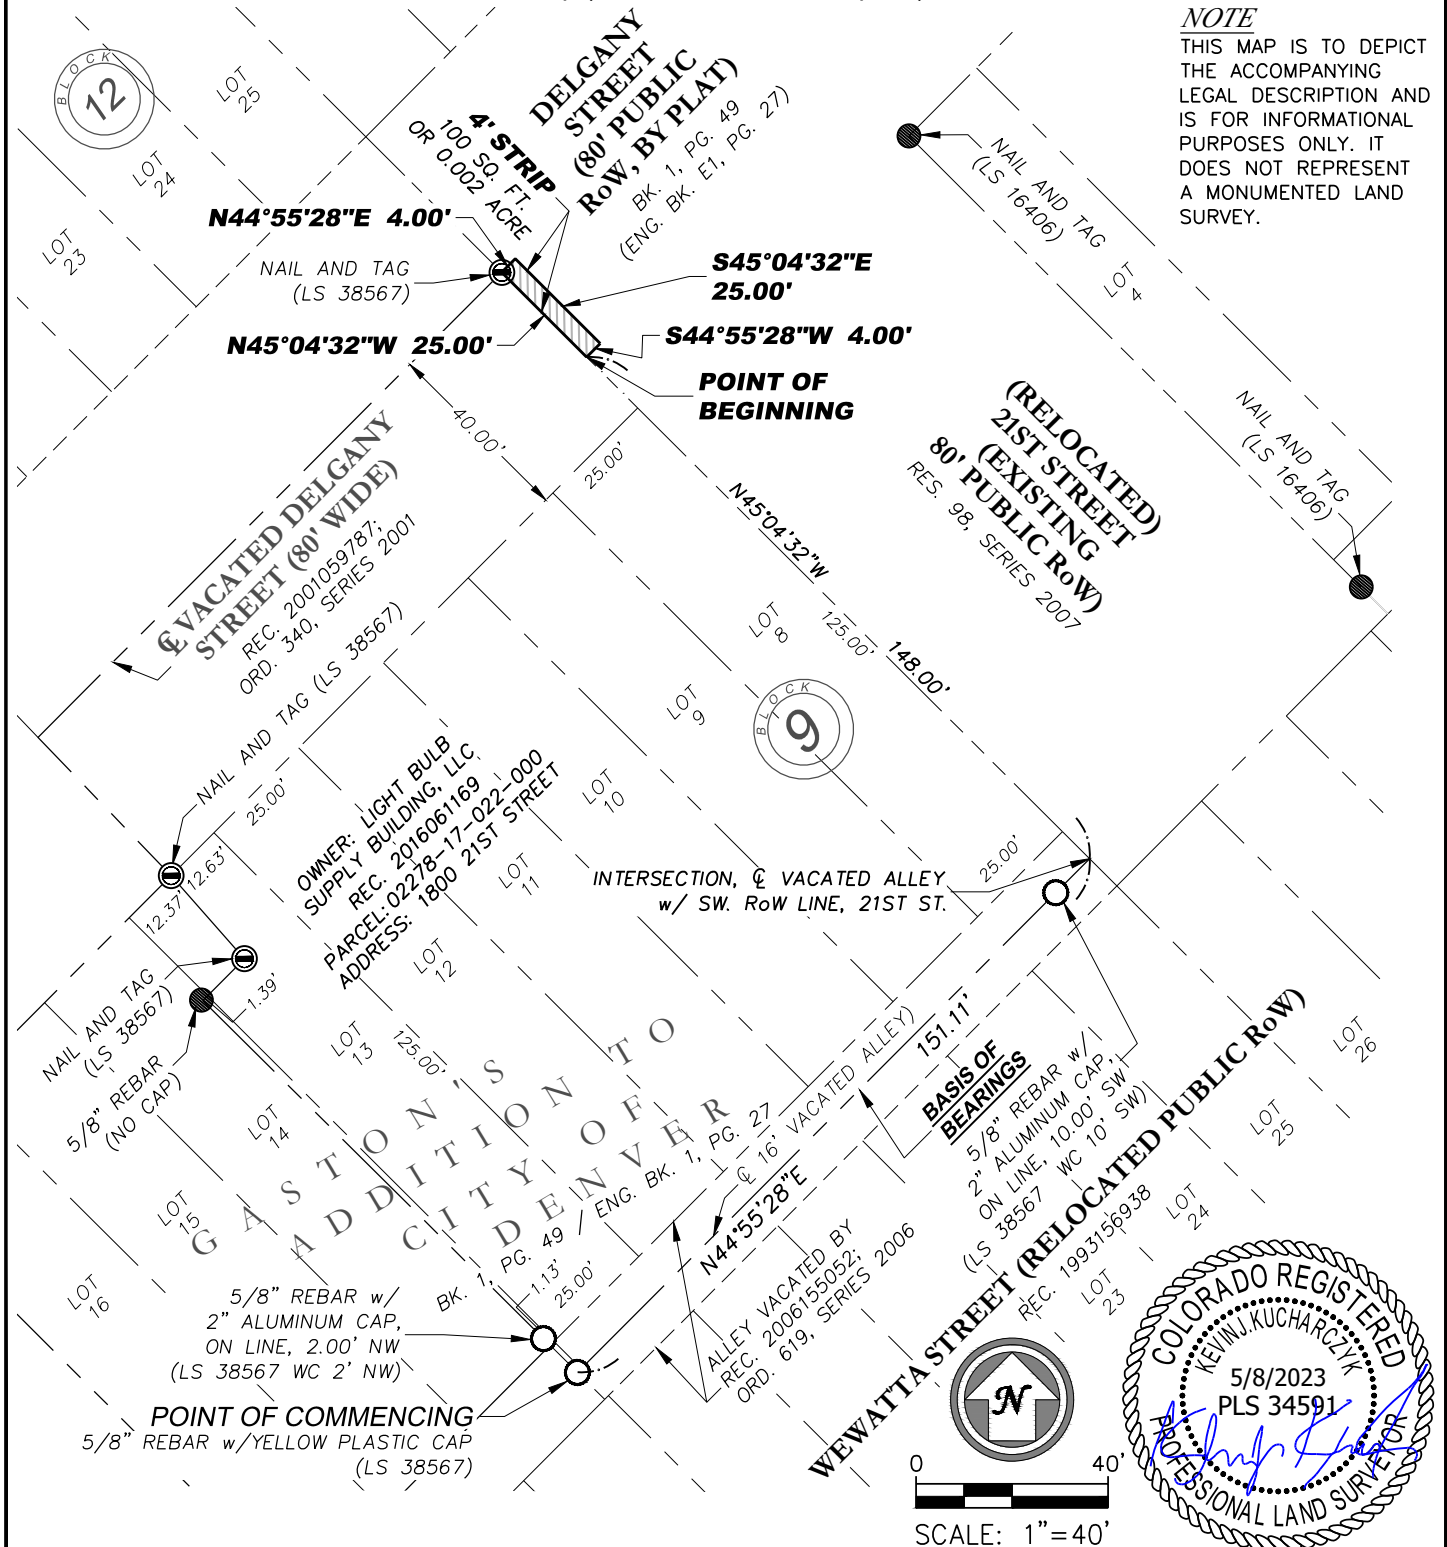 NOTE
THIS MAP IS TO DEPICT
THE ACCOMPANYING
LEGAL DESCRIPTION AND
IS FOR INFORMATIONAL
PURPOSES ONLY. IT
DOES NOT REPRESENT
A MONUMENTED LAND
SURVEY.
BLOCK
12
LOT
25
LOT
24
LOT
23
DELGANY
STREET
(80' PUBLIC
RoW, BY PLAT)
BK. 1, PG. 49
(ENG. BK. E1, PG. 27)
4' STRIP
100 SQ. FT.
OR 0.002 ACRE
N44°55'28"E 4.00'
NAIL AND TAG
(LS 38567)
N45°04'32"W 25.00'
S45°04'32"E
25.00'
S44°55'28"W 4.00'
POINT OF
BEGINNING
NAIL AND TAG
(LS 16406)
LOT
4
NAIL AND TAG
(LS 16406)
(RELOCATED)
21ST STREET
(EXISTING
80' PUBLIC RoW)
RES. 98, SERIES 2007
40.00'
25.00'
N45°04'32"W
148.00'
125.00'
℄ VACATED DELGANY
STREET (80' WIDE)
REC. 2001059787;
ORD. 340, SERIES 2001
NAIL AND TAG (LS 38567)
25.00'
12.63'
12.37'
LOT
8
LOT
9
BLOCK
9
LOT
10
LOT
11
LOT
12
LOT
13
LOT
14
LOT
15
LOT
16
OWNER: LIGHT BULB
SUPPLY BUILDING, LLC
REC. 2016061169
PARCEL: 02278-17-022-000
ADDRESS: 1800 21ST STREET
INTERSECTION, ℄ VACATED ALLEY
w/ SW. RoW LINE, 21ST ST.
25.00'
NAIL AND TAG
(LS 38567)
1.39'
5/8" REBAR
(NO CAP)
125.00'
GASTON'S
ADDITION TO
CITY OF
DENVER
BK. 1, PG. 49 / ENG. BK. 1, PG. 27
℄ 16' VACATED ALLEY)
151.11'
N44°55'28"E
BASIS OF
BEARINGS
5/8" REBAR w/
2" ALUMINUM CAP,
ON LINE, 10.00' SW
(LS 38567 WC 10' SW)
WEWATTA STREET (RELOCATED PUBLIC RoW)
REC. 1993156938
LOT
26
LOT
25
LOT
24
LOT
23
ALLEY VACATED BY
REC. 2006155052;
ORD. 619, SERIES 2006
1.13'
25.00'
5/8" REBAR w/
2" ALUMINUM CAP,
ON LINE, 2.00' NW
(LS 38567 WC 2' NW)
POINT OF COMMENCING
5/8" REBAR w/YELLOW PLASTIC CAP
(LS 38567)
N
0 40'
SCALE: 1"=40'
COLORADO REGISTERED
KEVIN J. KUCHARCZYK
5/8/2023
PLS 34591
PROFESSIONAL LAND SURVEYOR